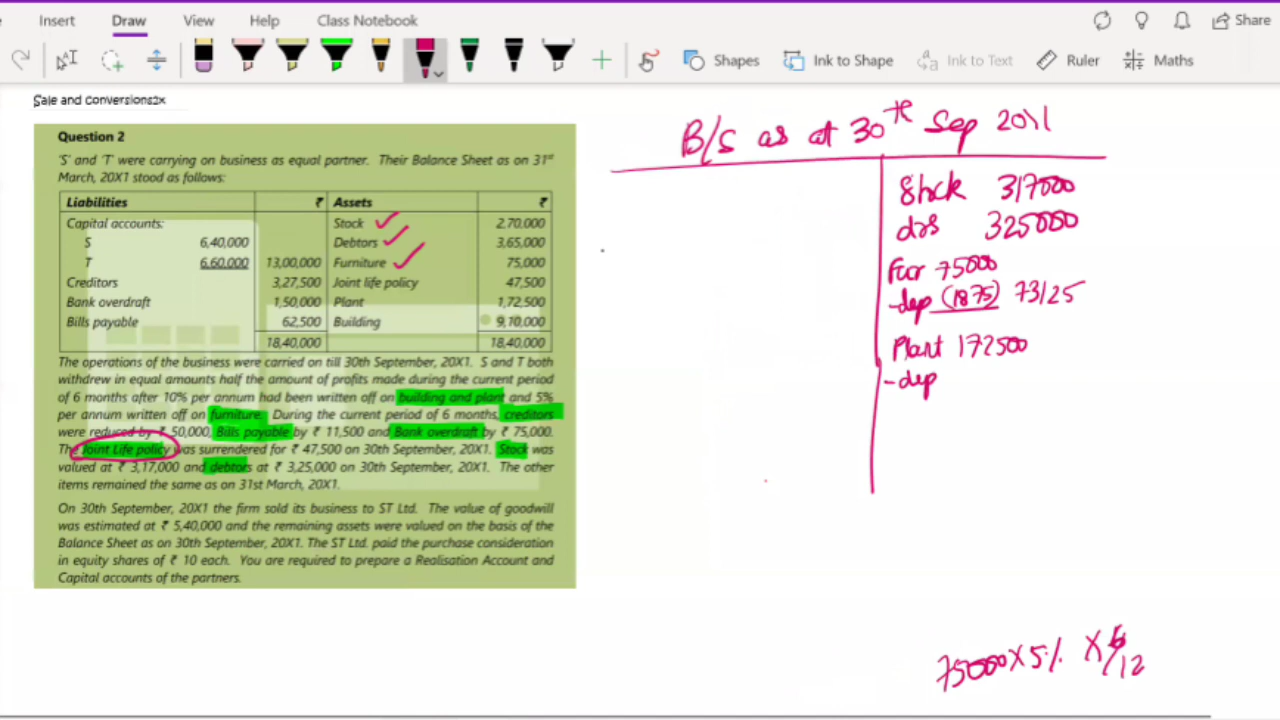 Insert Draw View Help Class Notebook Share
Shapes Ink to Shape Ink to Text Ruler Maths
Sale and conversions2x
Question 2
'S' and 'T' were carrying on business as equal partner. Their Balance Sheet as on 31st
March, 20X1 stood as follows:
Liabilities ₹ Assets ₹
Capital accounts: Stock 2,70,000
S 6,40,000 Debtors 3,65,000
T 6,60,000 13,00,000 Furniture 75,000
Creditors 3,27,500 Joint life policy 47,500
Bank overdraft 1,50,000 Plant 1,72,500
Bills payable 62,500 Building 9,10,000
18,40,000 18,40,000
The operations of the business were carried on till 30th September, 20X1. S and T both
withdrew in equal amounts half the amount of profits made during the current period
of 6 months after 10% per annum had been written off on building and plant and 5%
per annum written off on furniture. During the current period of 6 months, creditors
were reduced by ₹ 50,000, Bills payable by ₹ 11,500 and Bank overdraft by ₹ 75,000.
The Joint Life policy was surrendered for ₹ 47,500 on 30th September, 20X1. Stock was
valued at ₹ 3,17,000 and debtors at ₹ 3,25,000 on 30th September, 20X1. The other
items remained the same as on 31st March, 20X1.
On 30th September, 20X1 the firm sold its business to ST Ltd. The value of goodwill
was estimated at ₹ 5,40,000 and the remaining assets were valued on the basis of the
Balance Sheet as on 30th September, 20X1. The ST Ltd. paid the purchase consideration
in equity shares of ₹ 10 each. You are required to prepare a Realisation Account and
Capital accounts of the partners.
B/S as at 30th Sep 20X1
Stock 317000
drs 325000
Fur 75000
-dep (1875) 73125
Plant 172500
-dep
75000 X 5% X 6/12